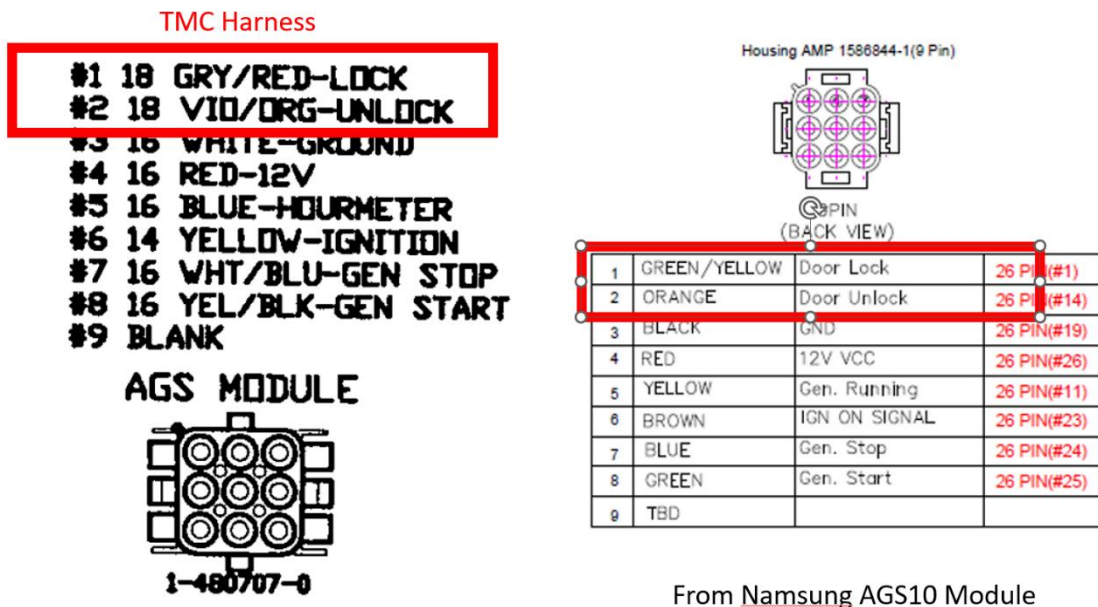 TMC Harness
#1 18 GRY/RED-LOCK
#2 18 VIO/ORG-UNLOCK
#3 16 WHITE-GROUND
#4 16 RED-12V
#5 16 BLUE-HOURMETER
#6 14 YELLOW-IGNITION
#7 16 WHT/BLU-GEN STOP
#8 16 YEL/BLK-GEN START
#9 BLANK
AGS MODULE
1-480707-0
Housing AMP 1586844-1(9 Pin)
9PIN
(BACK VIEW)
1 GREEN/YELLOW Door Lock 26 PIN(#1)
2 ORANGE Door Unlock 26 PIN(#14)
3 BLACK GND 26 PIN(#19)
4 RED 12V VCC 26 PIN(#26)
5 YELLOW Gen. Running 26 PIN(#11)
6 BROWN IGN ON SIGNAL 26 PIN(#23)
7 BLUE Gen. Stop 26 PIN(#24)
8 GREEN Gen. Start 26 PIN(#25)
9 TBD
From Namsung AGS10 Module